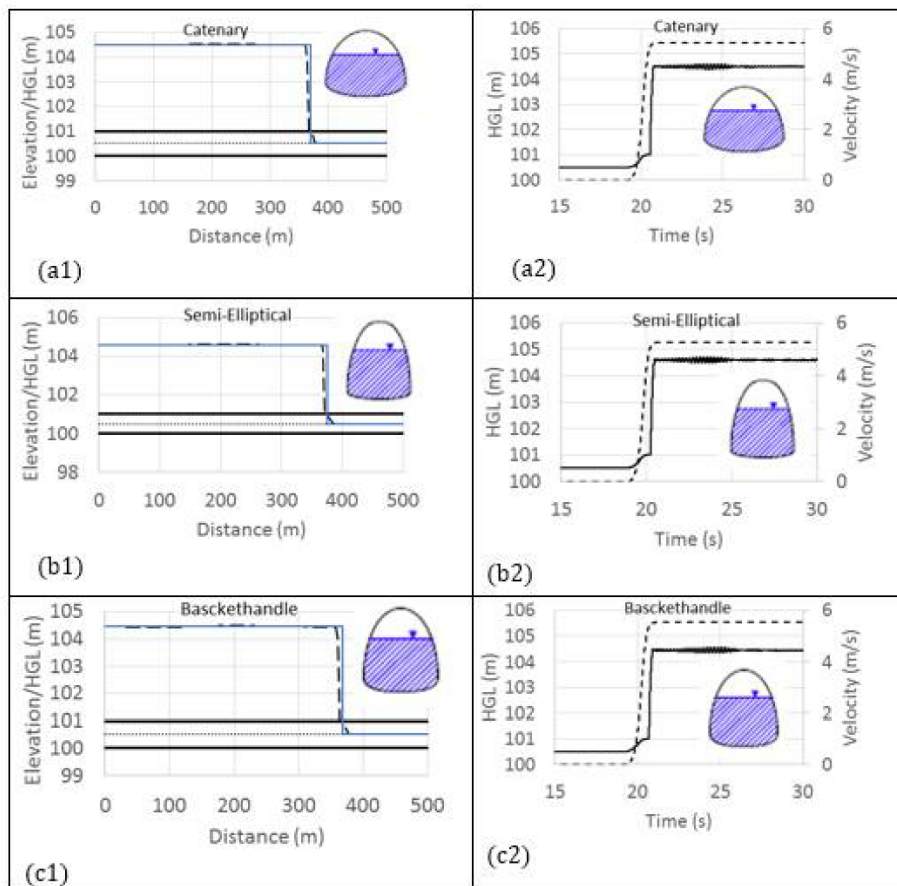 Catenary
Elevation/HGL (m)
105
104
103
102
101
100
99
0 100 200 300 400 500
Distance (m)
(a1)
Catenary
HGL (m)
106
105
104
103
102
101
100
6
4
2
0
Velocity (m/s)
15 20 25 30
Time (s)
(a2)
Semi-Elliptical
Elevation/HGL (m)
106
104
102
100
98
0 100 200 300 400 500
Distance (m)
(b1)
Semi-Elliptical
HGL (m)
106
105
104
103
102
101
100
6
4
2
0
Velocity (m/s)
15 20 25 30
Time (s)
(b2)
Basckethandle
Elevation/HGL (m)
105
104
103
102
101
100
99
0 100 200 300 400 500
Distance (m)
(c1)
Basckethandle
HGL (m)
106
105
104
103
102
101
100
6
4
2
0
Velocity (m/s)
15 20 25 30
Time (s)
(c2)